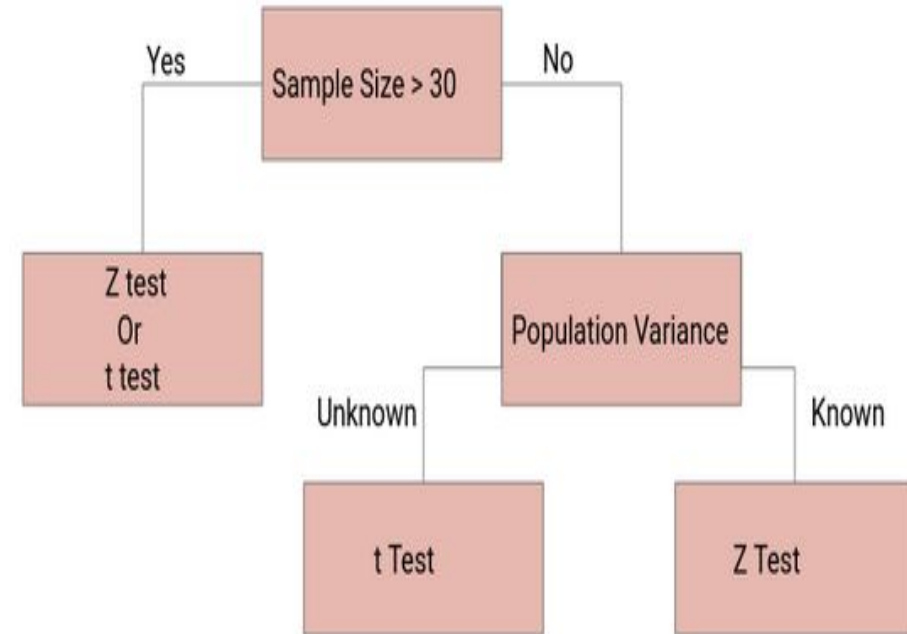 Yes
Sample Size > 30
No
Z test
Or
t test
Population Variance
Unknown
Known
t Test
Z Test